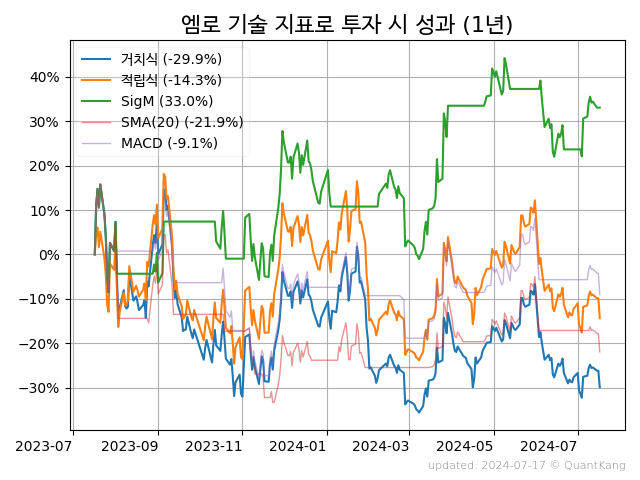 엠로 기술 지표로 투자 시 성과 (1년)
거치식 (-29.9%)
적립식 (-14.3%)
SigM (33.0%)
SMA(20) (-21.9%)
MACD (-9.1%)
40%
30%
20%
10%
0%
−10%
−20%
−30%
2023-07 2023-09 2023-11 2024-01 2024-03 2024-05 2024-07
updated: 2024-07-17 © QuantKang